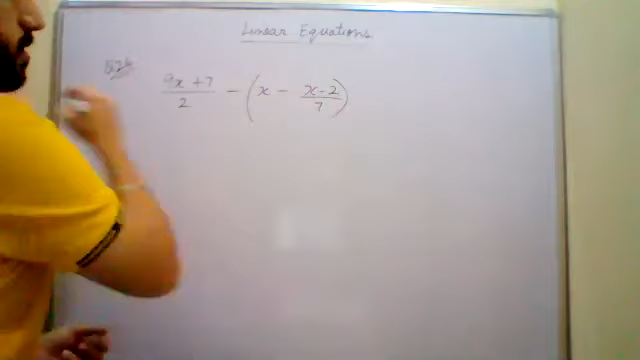 Linear Equations
(9x + 7)/2 - (x - (x - 2)/7)